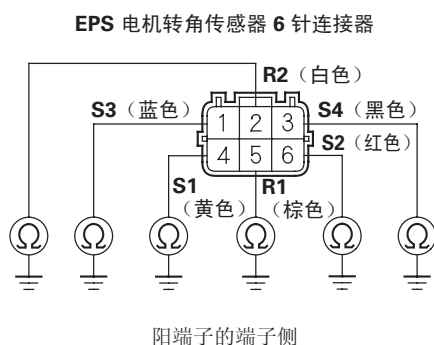 EPS 电机转角传感器 6 针连接器
R2（白色）
S3（蓝色）
S4（黑色）
1 2 3
S2（红色）
4 5 6
S1
（黄色）
R1
（棕色）
Ω Ω Ω Ω Ω Ω
阳端子的端子侧